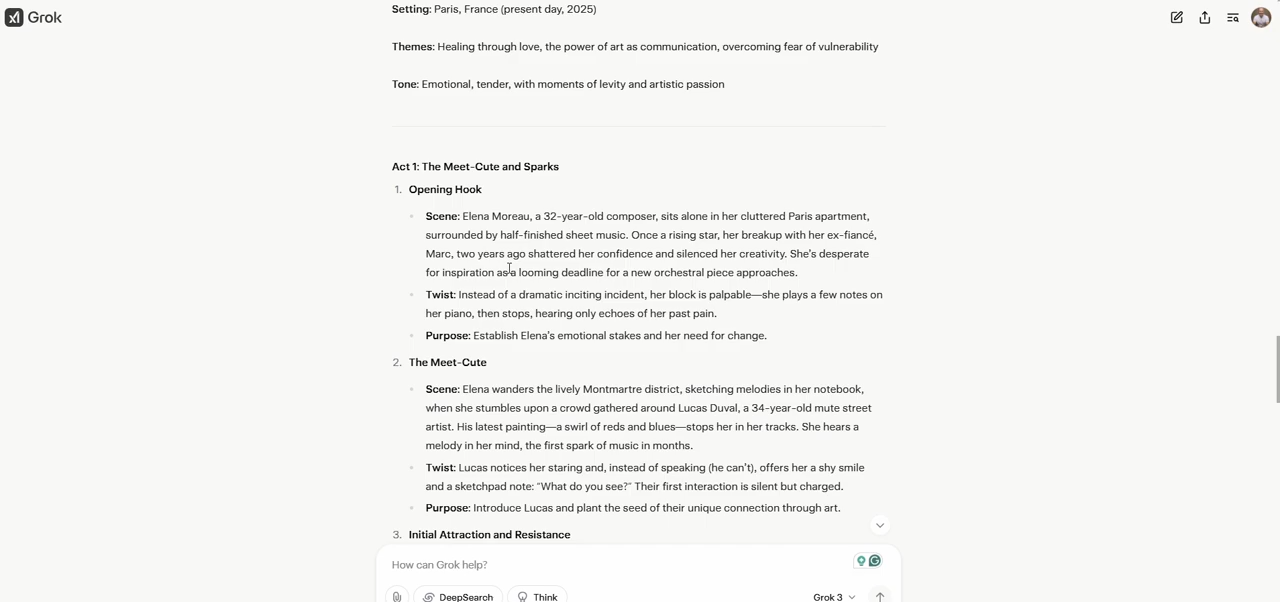 Grok
Setting: Paris, France (present day, 2025)
Themes: Healing through love, the power of art as communication, overcoming fear of vulnerability
Tone: Emotional, tender, with moments of levity and artistic passion
Act 1: The Meet-Cute and Sparks
1. Opening Hook
Scene: Elena Moreau, a 32-year-old composer, sits alone in her cluttered Paris apartment,
surrounded by half-finished sheet music. Once a rising star, her breakup with her ex-fiancé,
Marc, two years ago shattered her confidence and silenced her creativity. She's desperate
for inspiration as a looming deadline for a new orchestral piece approaches.
Twist: Instead of a dramatic inciting incident, her block is palpable—she plays a few notes on
her piano, then stops, hearing only echoes of her past pain.
Purpose: Establish Elena's emotional stakes and her need for change.
2. The Meet-Cute
Scene: Elena wanders the lively Montmartre district, sketching melodies in her notebook,
when she stumbles upon a crowd gathered around Lucas Duval, a 34-year-old mute street
artist. His latest painting—a swirl of reds and blues—stops her in her tracks. She hears a
melody in her mind, the first spark of music in months.
Twist: Lucas notices her staring and, instead of speaking (he can't), offers her a shy smile
and a sketchpad note: "What do you see?" Their first interaction is silent but charged.
Purpose: Introduce Lucas and plant the seed of their unique connection through art.
3. Initial Attraction and Resistance
How can Grok help?
DeepSearch Think Grok 3